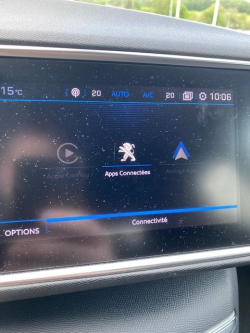 15°C 20 AUTO A/C 20 10:06
Apps Connectées
Connectivité
OPTIONS